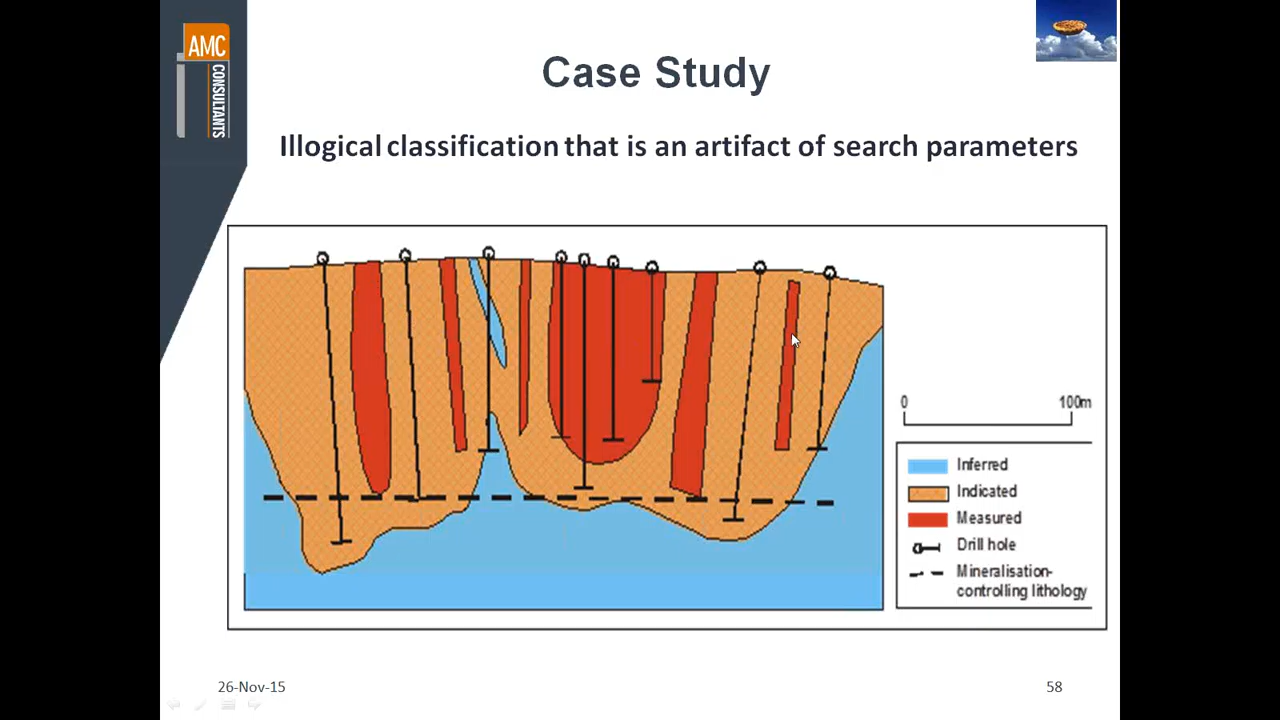 AMC
CONSULTANTS
Case Study
Illogical classification that is an artifact of search parameters
0 100m
Inferred
Indicated
Measured
Drill hole
Mineralisation-
controlling lithology
26-Nov-15
58